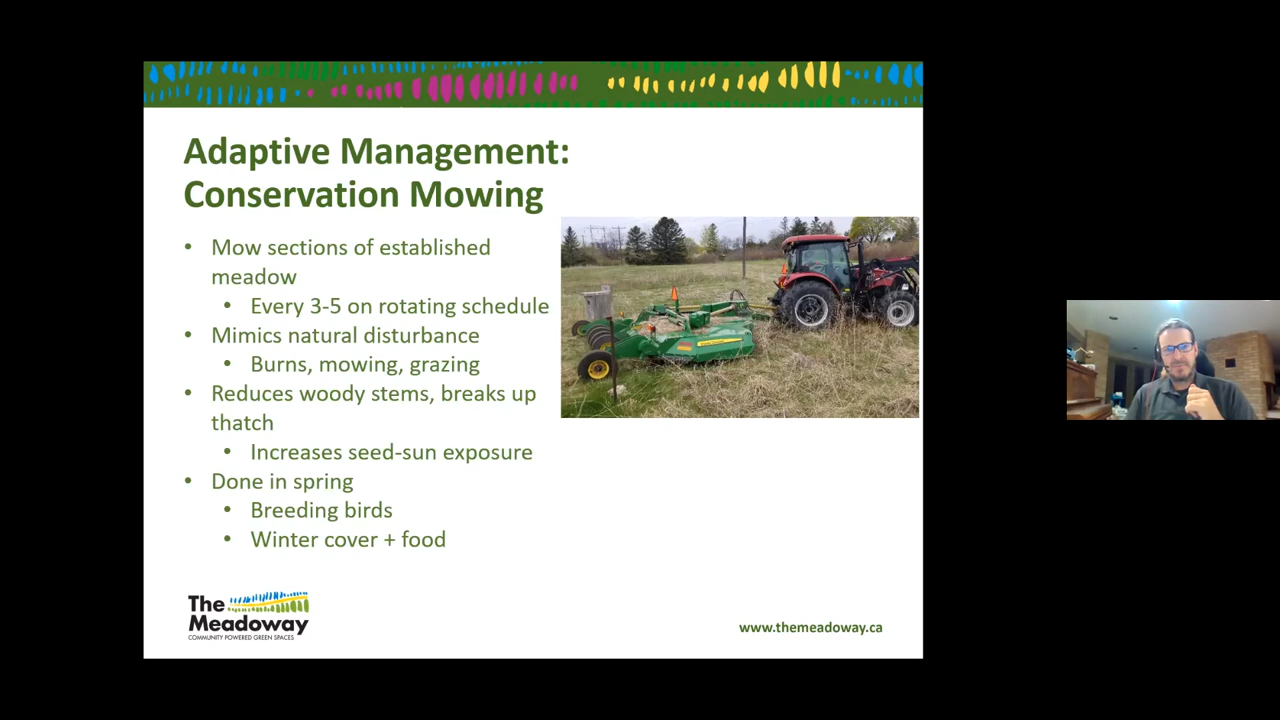 Adaptive Management:
Conservation Mowing
• Mow sections of established
meadow
• Every 3-5 on rotating schedule
• Mimics natural disturbance
• Burns, mowing, grazing
• Reduces woody stems, breaks up
thatch
• Increases seed-sun exposure
• Done in spring
• Breeding birds
• Winter cover + food
The
Meadoway
COMMUNITY POWERED GREEN SPACES
www.themeadoway.ca